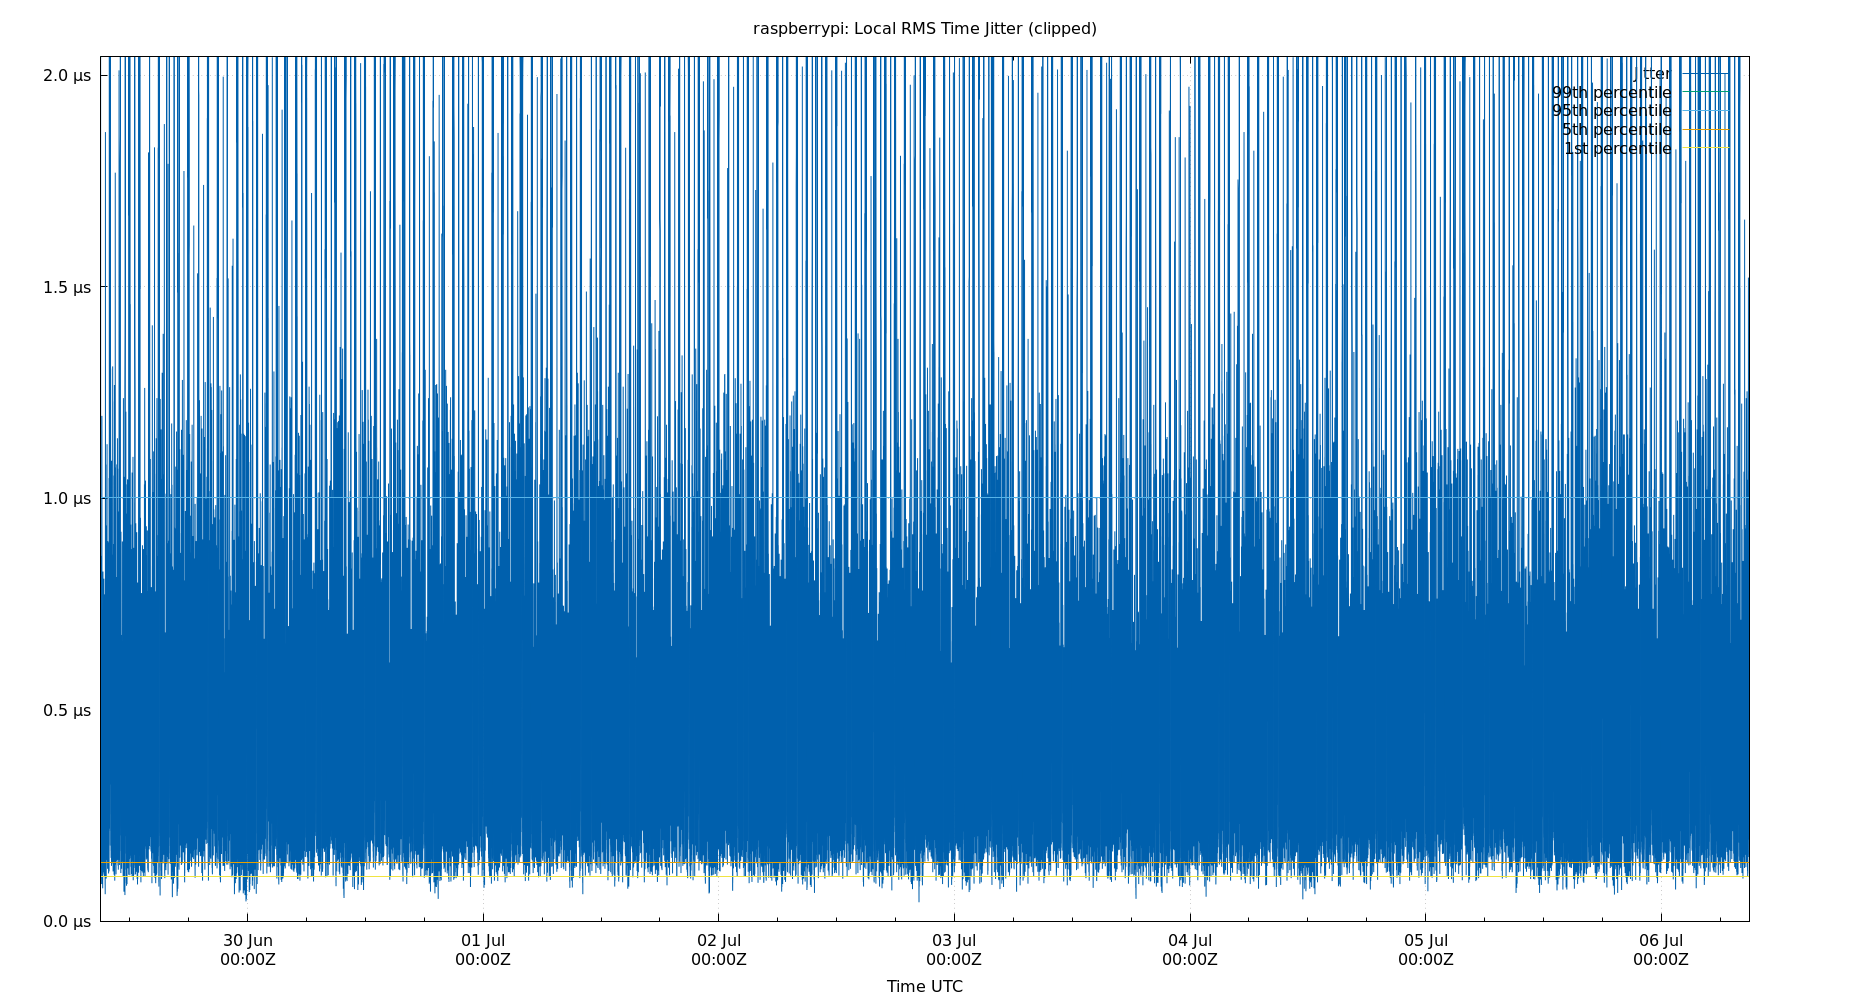 raspberrypi: Local RMS Time Jitter (clipped)
2.0 µs
1.5 µs
1.0 µs
0.5 µs
0.0 µs
Jitter
99th percentile
95th percentile
5th percentile
1st percentile
30 Jun
00:00Z
01 Jul
00:00Z
02 Jul
00:00Z
03 Jul
00:00Z
04 Jul
00:00Z
05 Jul
00:00Z
06 Jul
00:00Z
Time UTC